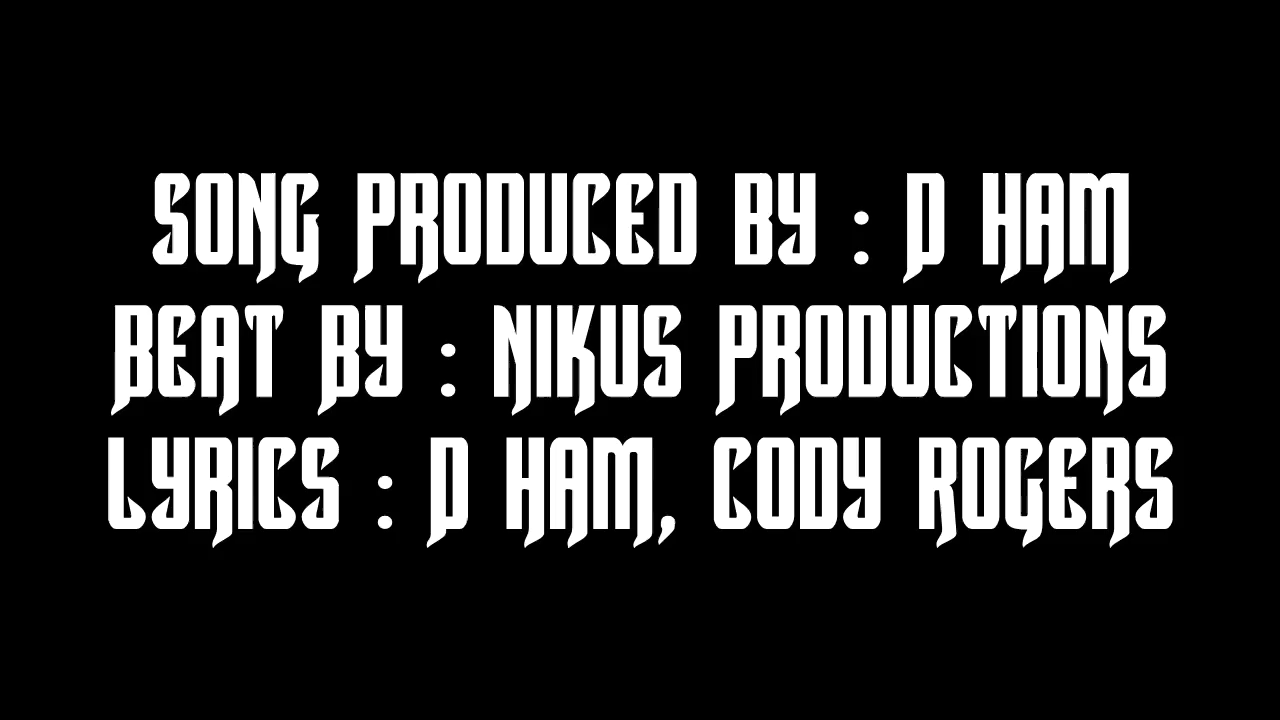 SONG PRODUCED BY : D HAM
BEAT BY : NIKUS PRODUCTIONS
LYRICS : D HAM, CODY ROGERS